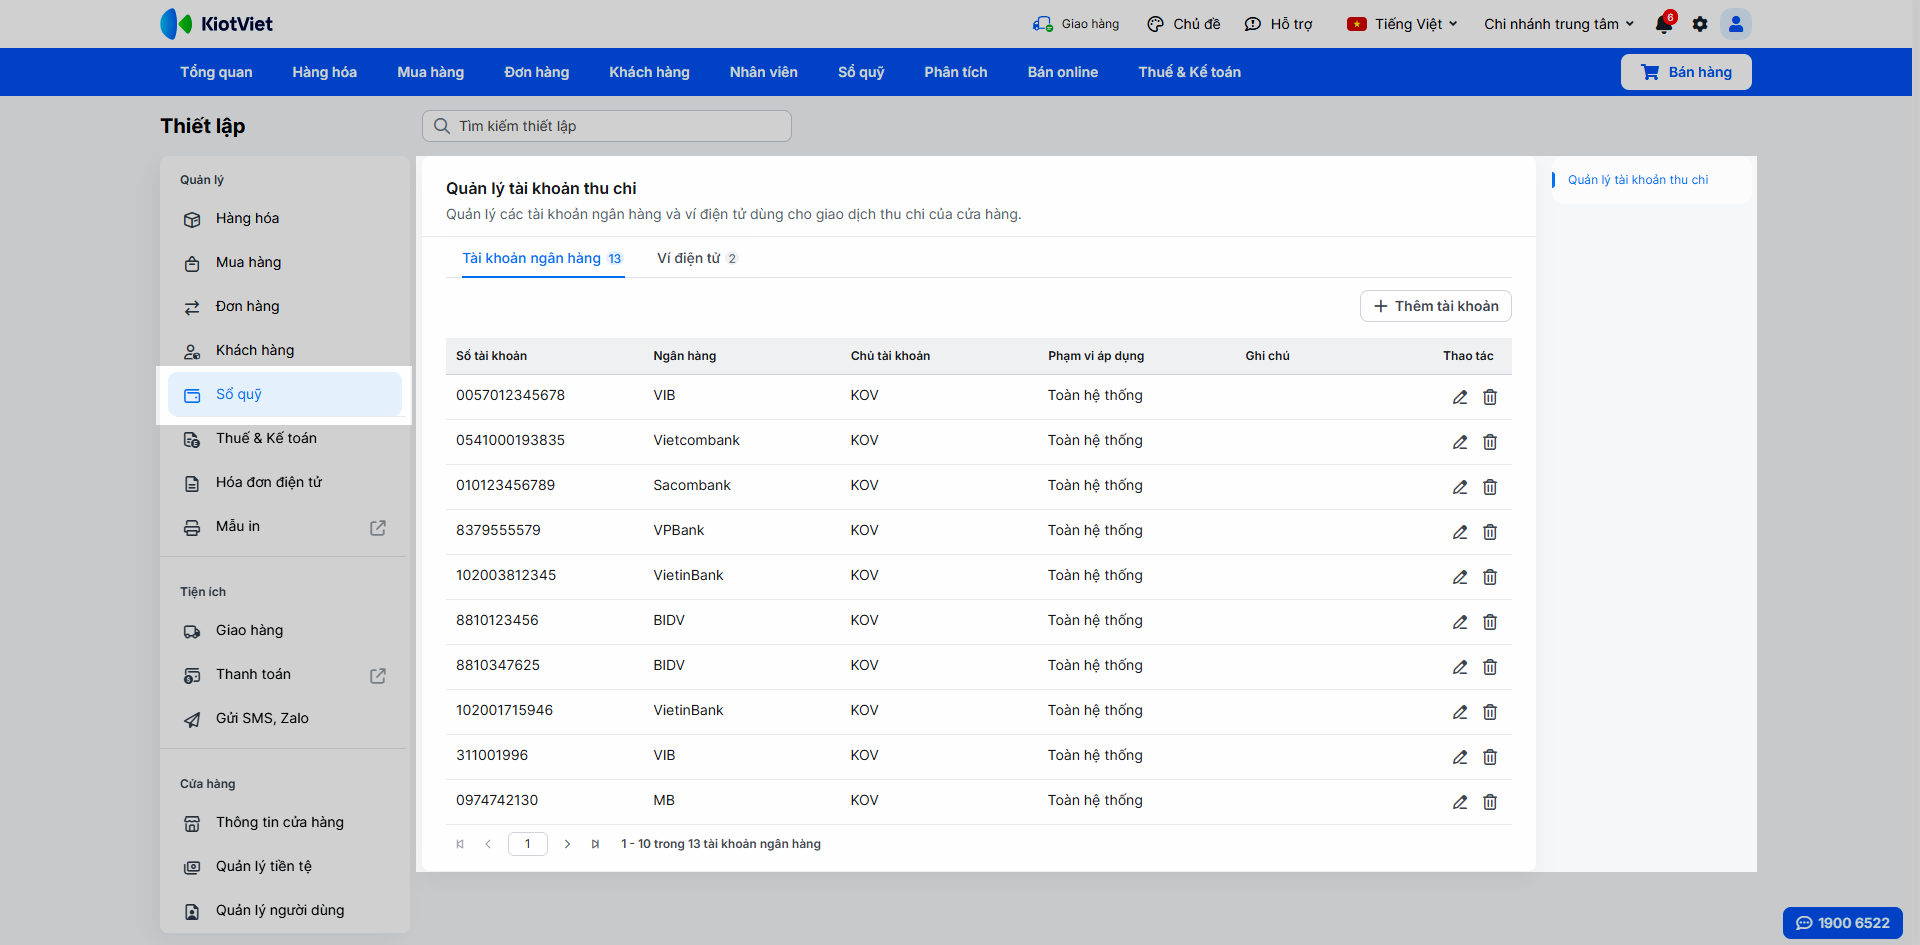 KiotViet
Giao hàng
Chủ đề
Hỗ trợ
Tiếng Việt
Chi nhánh trung tâm
6
Tổng quan
Hàng hóa
Mua hàng
Đơn hàng
Khách hàng
Nhân viên
Sổ quỹ
Phân tích
Bán online
Thuế & Kế toán
Bán hàng
Thiết lập
Tìm kiếm thiết lập
Quản lý
Hàng hóa
Mua hàng
Đơn hàng
Khách hàng
Sổ quỹ
Thuế & Kế toán
Hóa đơn điện tử
Mẫu in
Tiện ích
Giao hàng
Thanh toán
Gửi SMS, Zalo
Cửa hàng
Thông tin cửa hàng
Quản lý tiền tệ
Quản lý người dùng
Quản lý tài khoản thu chi
Quản lý các tài khoản ngân hàng và ví điện tử dùng cho giao dịch thu chi của cửa hàng.
Tài khoản ngân hàng 13
Ví điện tử 2
Thêm tài khoản
Số tài khoản Ngân hàng Chủ tài khoản Phạm vi áp dụng Ghi chú Thao tác
0057012345678 VIB KOV Toàn hệ thống
0541000193835 Vietcombank KOV Toàn hệ thống
010123456789 Sacombank KOV Toàn hệ thống
8379555579 VPBank KOV Toàn hệ thống
102003812345 VietinBank KOV Toàn hệ thống
8810123456 BIDV KOV Toàn hệ thống
8810347625 BIDV KOV Toàn hệ thống
102001715946 VietinBank KOV Toàn hệ thống
311001996 VIB KOV Toàn hệ thống
0974742130 MB KOV Toàn hệ thống
1
1 - 10 trong 13 tài khoản ngân hàng
Quản lý tài khoản thu chi
1900 6522